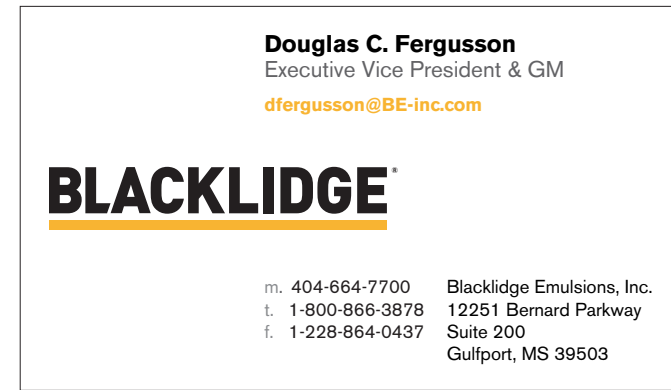 Douglas C. Fergusson
Executive Vice President & GM
dfergusson@BE-inc.com
BLACKLIDGE®
m. 404-664-7700
t. 1-800-866-3878
f. 1-228-864-0437
Blacklidge Emulsions, Inc.
12251 Bernard Parkway
Suite 200
Gulfport, MS 39503